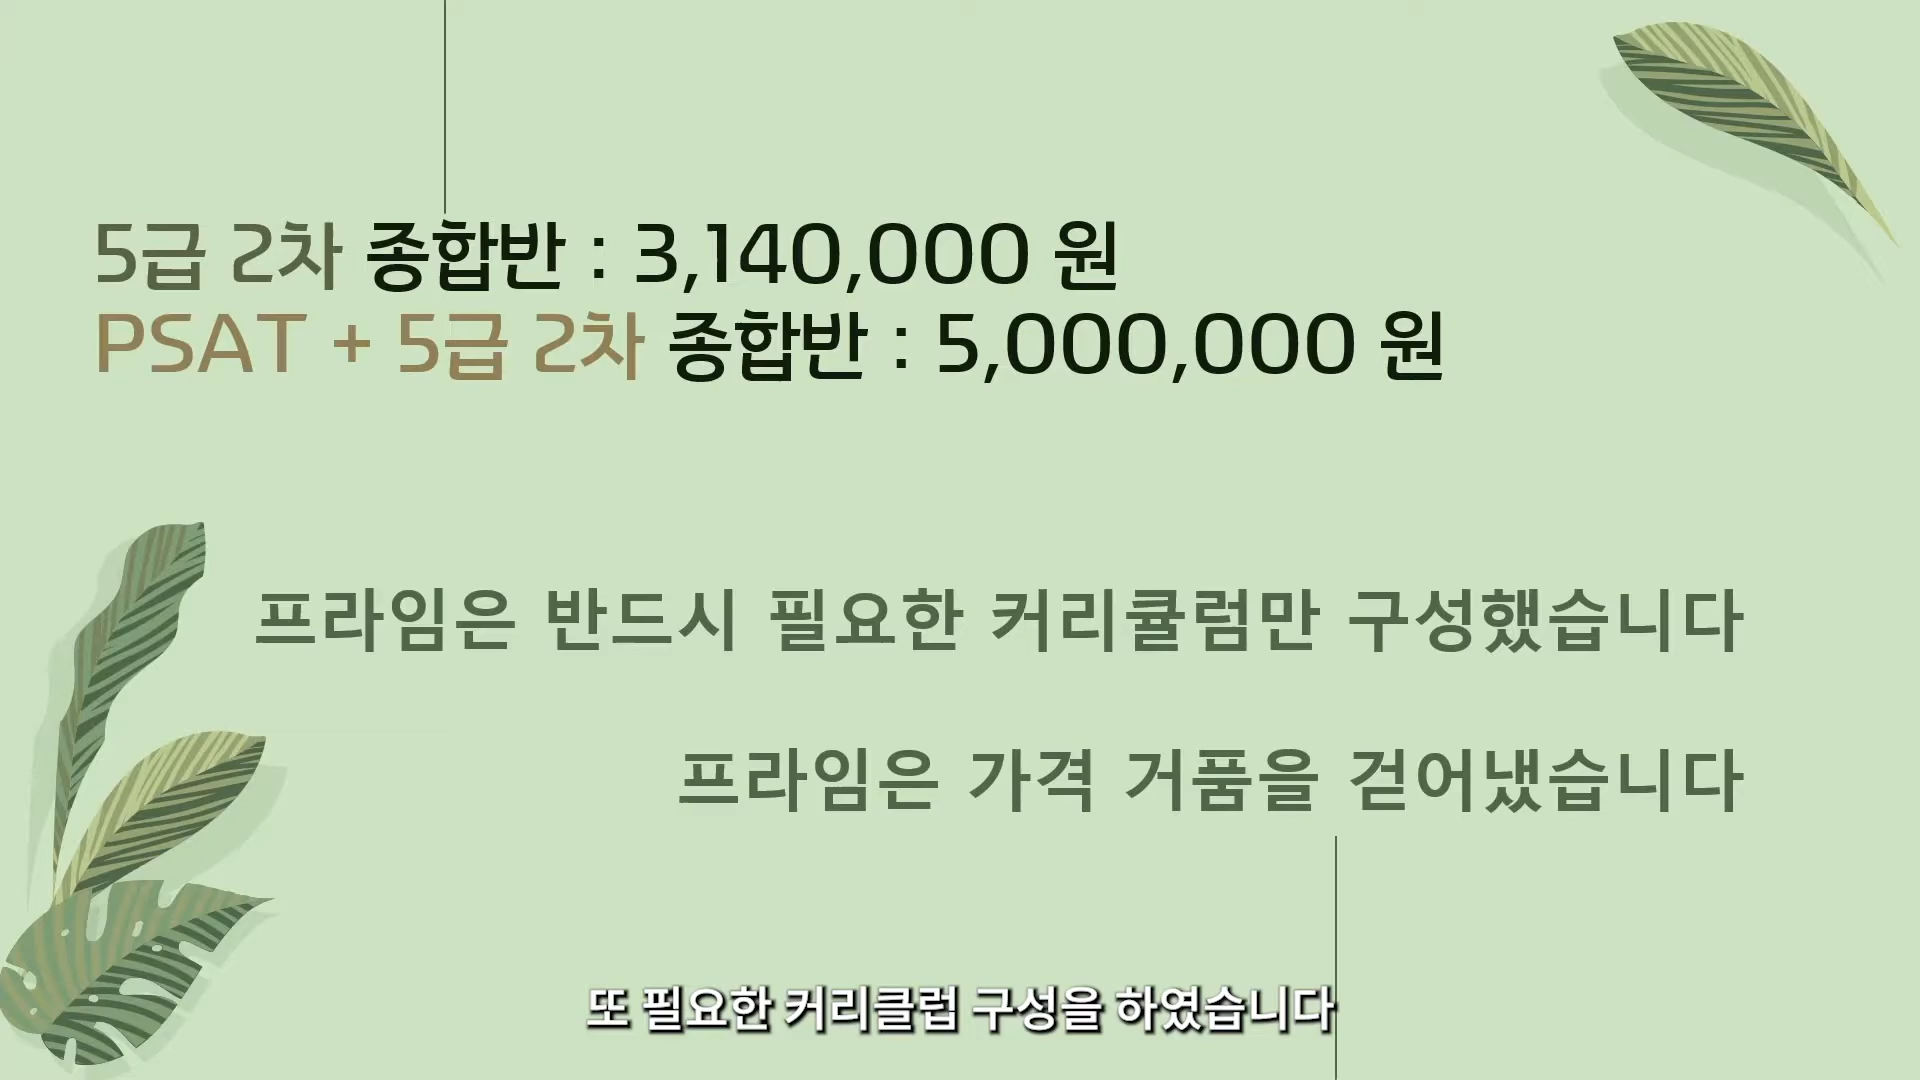 5급 2차 종합반 : 3,140,000 원
PSAT + 5급 2차 종합반 : 5,000,000 원
프라임은 반드시 필요한 커리큘럼만 구성했습니다
프라임은 가격 거품을 걷어냈습니다
또 필요한 커리클럽 구성을 하였습니다